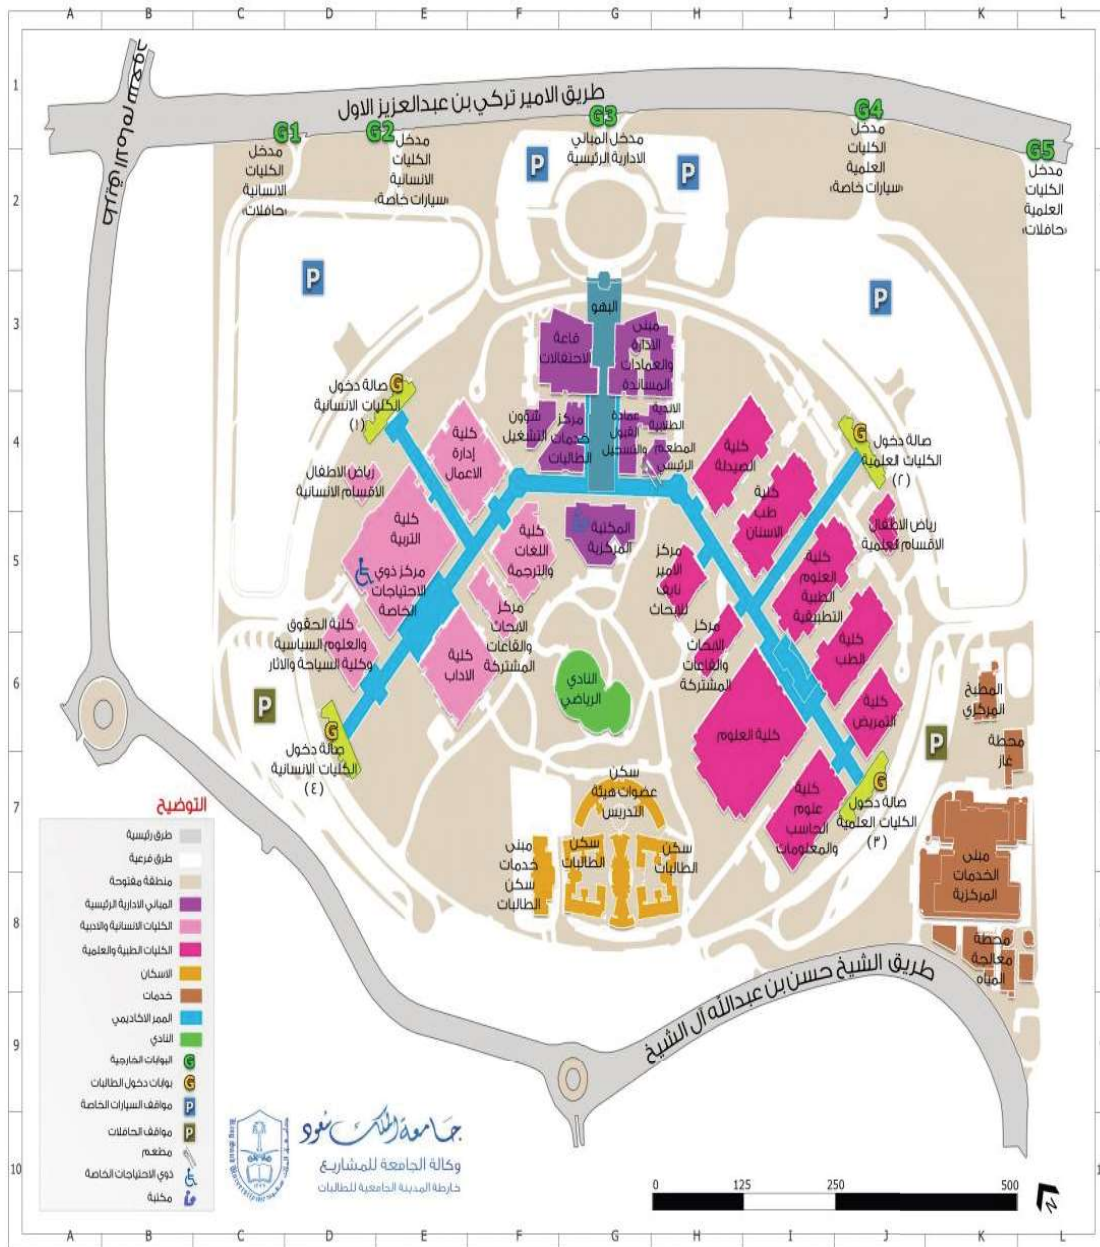 A B C D E F G H I J K L
1
2
3
4
5
6
7
8
9
10
طريق الامير تركي بن عبدالعزيز الاول
طريق الامام سعود
G1
مدخل
الكليات
الانسانية
(حافلات)
G2
مدخل
الكليات
الانسانية
(سيارات خاصة)
G3
مدخل المباني
الادارية الرئيسية
G4
مدخل
الكليات
العلمية
(سيارات خاصة)
G5
مدخل
الكليات
العلمية
(حافلات)
P
P
P
P
البهو
قاعة
الاحتفالات
مبنى
الادارة
والعمادات
المساندة
G
صالة دخول
الكليات الانسانية
(١)
كلية
إدارة
الاعمال
شؤون
التشغيل
مركز
خدمات
الطالبات
عمادة
القبول
والتسجيل
الاندية
الطلابية
المطعم
الرئيسي
كلية
الصيدلة
G
صالة دخول
الكليات العلمية
(٢)
رياض الاطفال
الاقسام الانسانية
كلية
التربية
مركز ذوي
الاحتياجات
الخاصة
كلية
اللغات
والترجمة
المكتبة
المركزية
مركز
الامير
نايف
للابحاث
كلية
طب
الاسنان
كلية
العلوم
الطبية
التطبيقية
رياض الاطفال
الاقسام العلمية
كلية الحقوق
والعلوم السياسية
وكلية السياحة والاثار
مركز
الابحاث
والقاعات
المشتركة
كلية
الاداب
النادي
الرياضي
مركز
الابحاث
والقاعات
المشتركة
كلية
الطب
كلية
التمريض
كلية العلوم
المطبخ
المركزي
محطة
غاز
P
P
G
صالة دخول
الكليات الانسانية
(٤)
سكن
عضوات هيئة
التدريس
سكن
الطالبات
سكن
الطالبات
مبنى
خدمات
سكن
الطالبات
كلية
علوم
الحاسب
والمعلومات
G
صالة دخول
الكليات العلمية
(٣)
مبنى
الخدمات
المركزية
محطة
معالجة
المياه
طريق الشيخ حسن بن عبدالله آل الشيخ
التوضيح
طرق رئيسية
طرق فرعية
منطقة مفتوحة
المباني الادارية الرئيسية
الكليات الانسانية والادبية
الكليات الطبية والعلمية
الاسكان
خدمات
الممر الاكاديمي
النادي
البوابات الخارجية G
بوابات دخول الطالبات G
مواقف السيارات الخاصة P
مواقف الحافلات P
مطعم
ذوي الاحتياجات الخاصة
مكتبة
جامعة الملك سعود
وكالة الجامعة للمشاريع
خارطة المدينة الجامعية للطالبات
0 125 250 500
N
A B C D E F G H I J K L